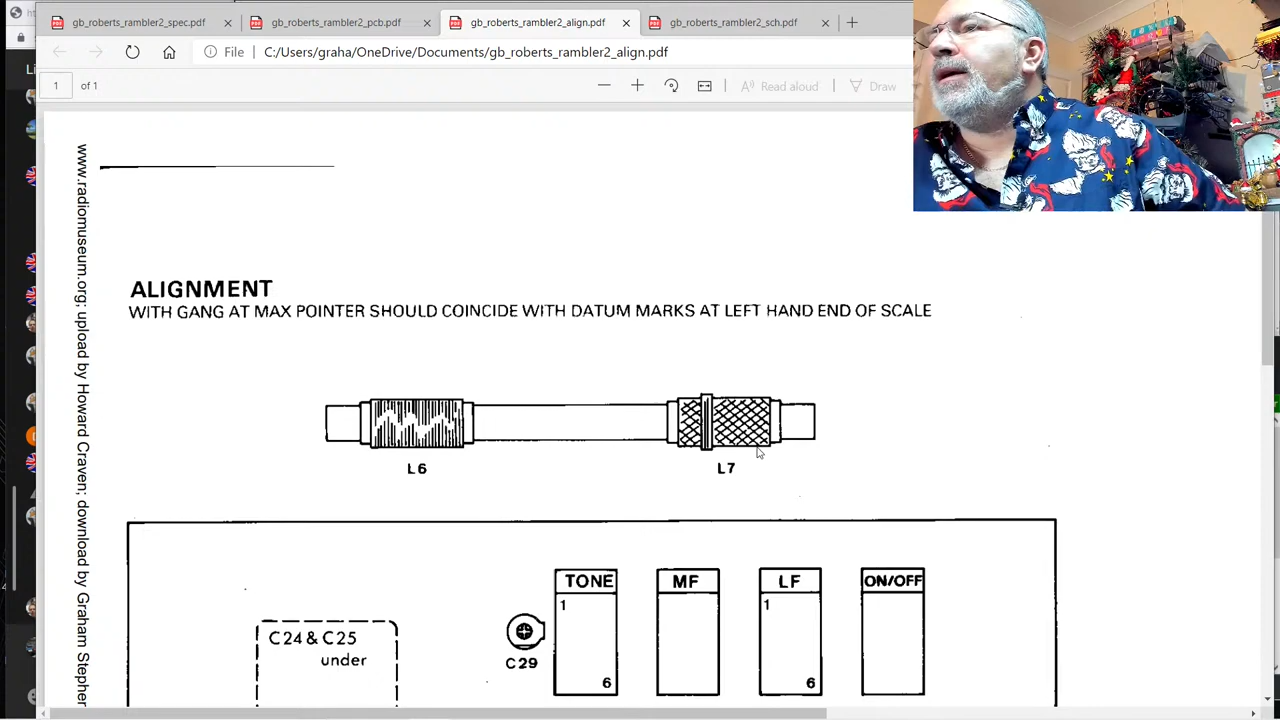 gb_roberts_rambler2_spec.pdf
gb_roberts_rambler2_pcb.pdf
gb_roberts_rambler2_align.pdf
gb_roberts_rambler2_sch.pdf
File
C:/Users/graha/OneDrive/Documents/gb_roberts_rambler2_align.pdf
1 of 1
Read aloud
Draw
www.radiomuseum.org; upload by Howard Craven; download by Graham Stephen
ALIGNMENT
WITH GANG AT MAX POINTER SHOULD COINCIDE WITH DATUM MARKS AT LEFT HAND END OF SCALE
L6
L7
TONE
MF
LF
ON/OFF
1
1
C24 & C25
under
C29
6
6